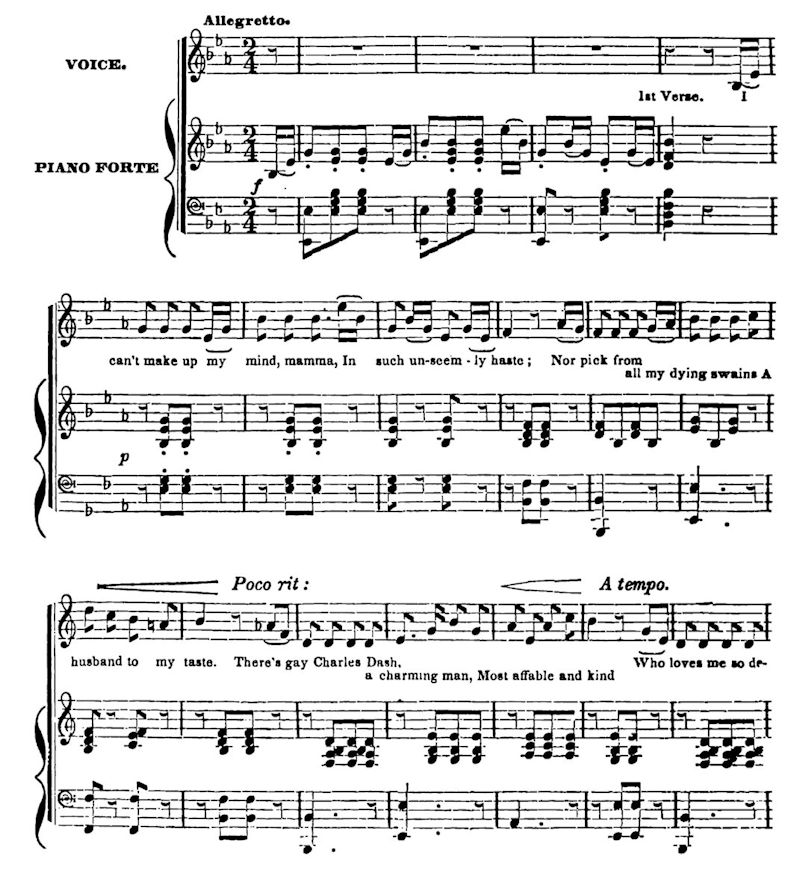 Allegretto.
VOICE.
1st Verse. I
PIANO FORTE
f
can't make up my mind, mamma, In such un-seem-ly haste; Nor pick from
all my dying swains A
p
Poco rit: A tempo.
husband to my taste. There's gay Charles Dash,
a charming man, Most affable and kind
Who loves me so de-